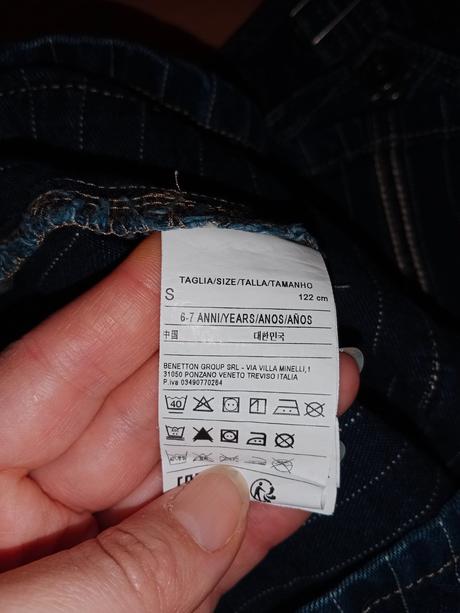 TAGLIA/SIZE/TALLA/TAMANHO
S 122 cm
6-7 ANNI/YEARS/ANOS/AÑOS
中国 대한민국
BENETTON GROUP SRL - VIA VILLA MINELLI,1
31050 PONZANO VENETO TREVISO ITALIA
P.iva 03490770264
40